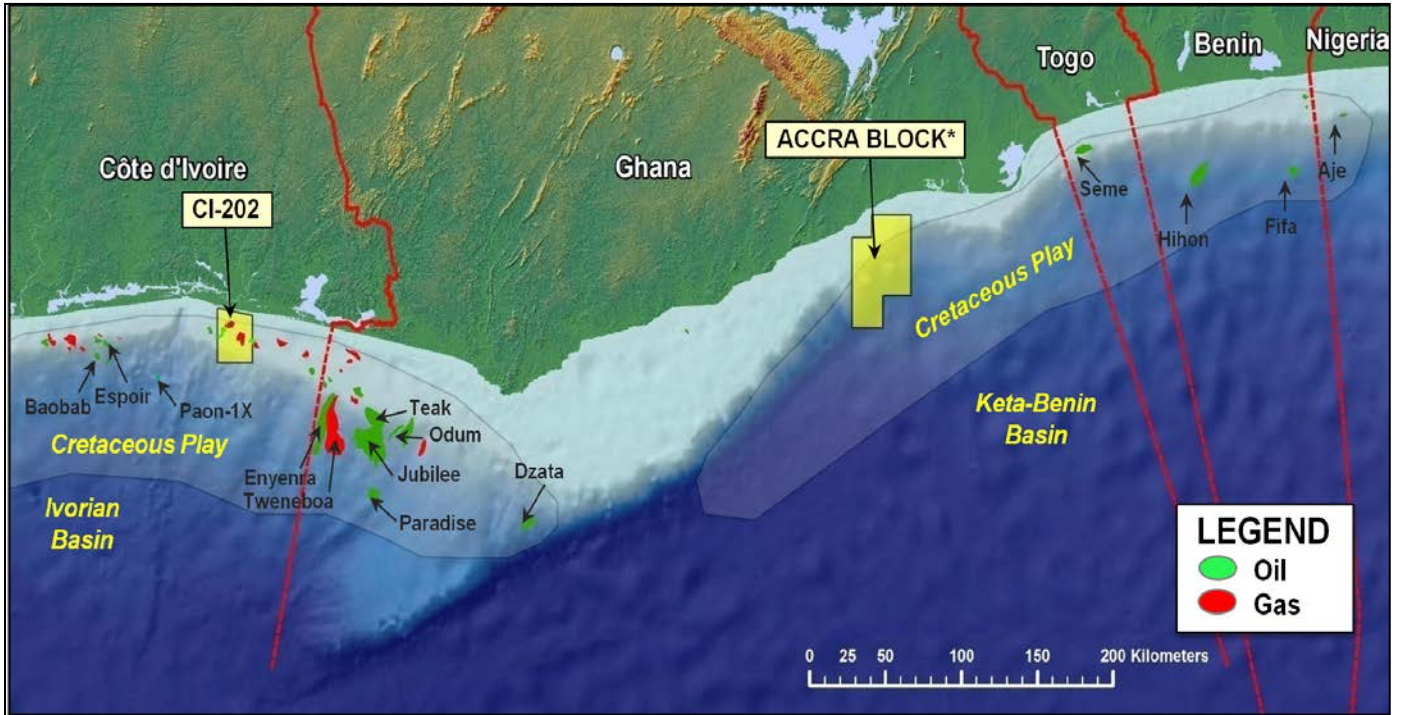 Togo
Benin
Nigeria
Côte d'Ivoire
CI-202
Ghana
ACCRA BLOCK*
Seme
Hihon
Fifa
Aje
Cretaceous Play
Baobab
Espoir
Paon-1X
Cretaceous Play
Ivorian
Basin
Enyenra
Tweneboa
Teak
Odum
Jubilee
Paradise
Dzata
Keta-Benin
Basin
LEGEND
Oil
Gas
0 25 50 100 150 200 Kilometers